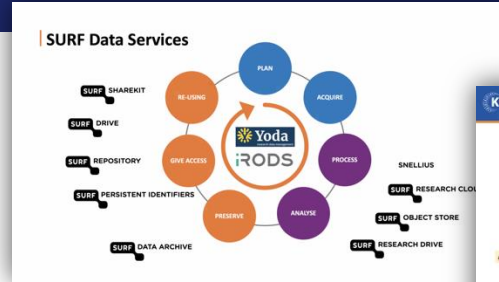 SURF Data Services
PLAN
ACQUIRE
PROCESS
ANALYSE
PRESERVE
GIVE ACCESS
RE-USING
Yoda
iRODS
SURF SHAREKIT
SURF DRIVE
SURF REPOSITORY
SURF PERSISTENT IDENTIFIERS
SURF DATA ARCHIVE
SNELLIUS
SURF RESEARCH CLOU
SURF OBJECT STORE
SURF RESEARCH DRIVE
K